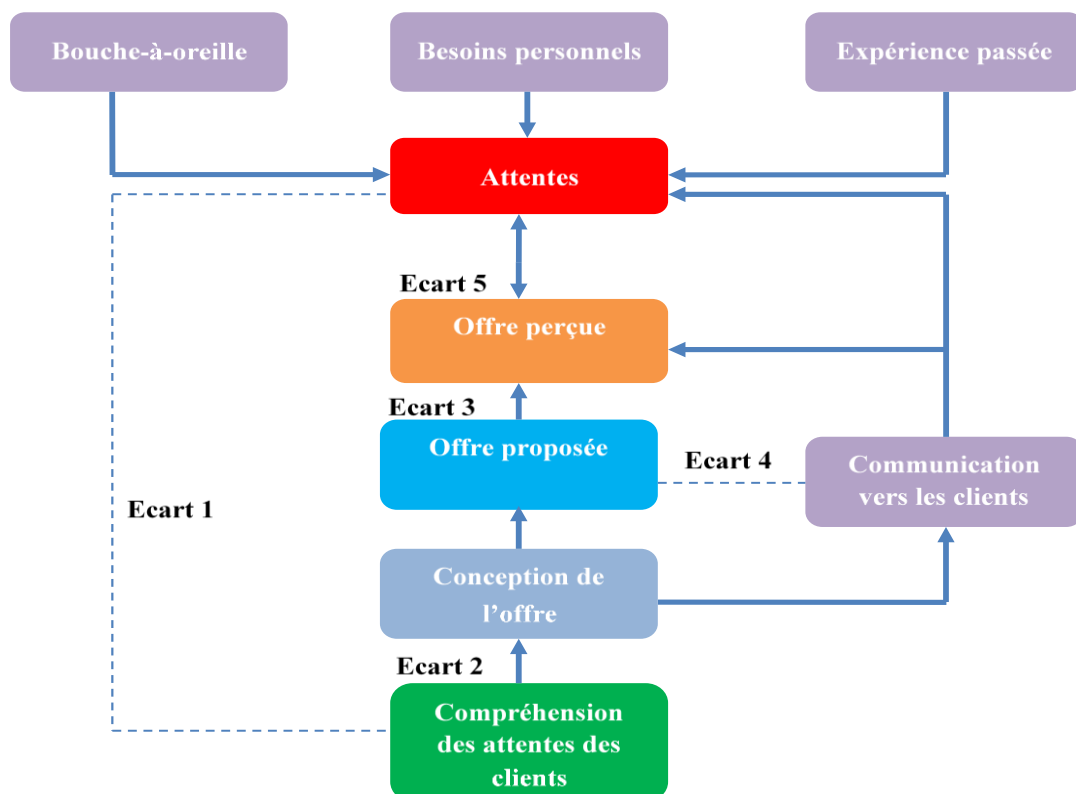 Bouche-à-oreille
Besoins personnels
Expérience passée
Attentes
Ecart 5
Offre perçue
Ecart 3
Offre proposée
Ecart 4
Communication
vers les clients
Ecart 1
Conception de
l’offre
Ecart 2
Compréhension
des attentes des
clients